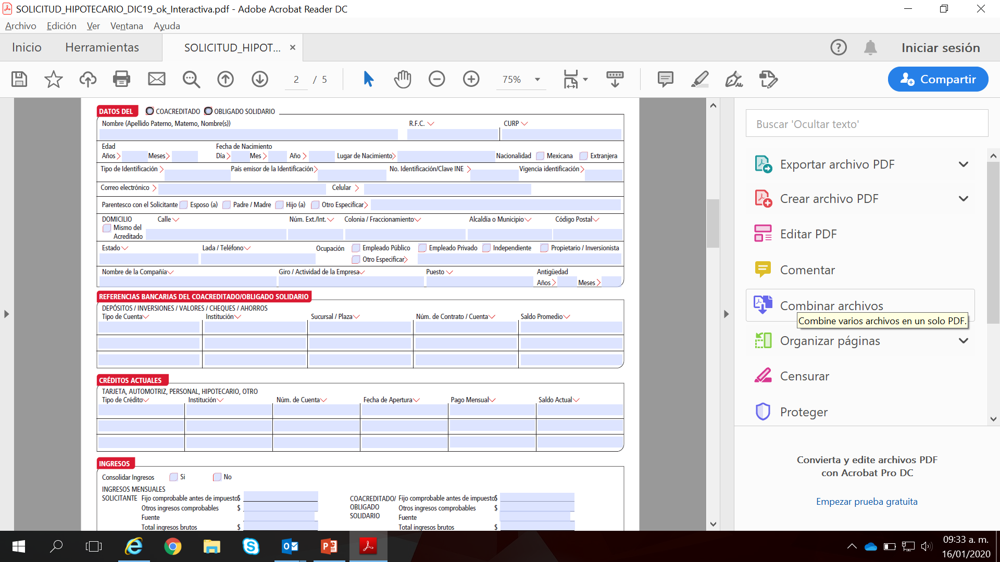 SOLICITUD_HIPOTECARIO_DIC19_ok_Interactiva.pdf - Adobe Acrobat Reader DC
Archivo Edición Ver Ventana Ayuda
Inicio Herramientas SOLICITUD_HIPOT... × Iniciar sesión
2 / 5 75% Compartir
DATOS DEL COACREDITADO OBLIGADO SOLIDARIO
Nombre (Apellido Paterno, Materno, Nombre(s)) R.F.C. CURP
Edad Fecha de Nacimiento
Años Meses Día Mes Año Lugar de Nacimiento Nacionalidad Mexicana Extranjera
Tipo de Identificación País emisor de la Identificación No. Identificación/Clave INE Vigencia identificación
Correo electrónico Celular
Parentesco con el Solicitante Esposo (a) Padre / Madre Hijo (a) Otro Especificar
DOMICILIO Calle Núm. Ext./Int. Colonia / Fraccionamiento Alcaldía o Municipio Código Postal
Mismo del
Acreditado
Estado Lada / Teléfono Ocupación Empleado Público Empleado Privado Independiente Propietario / Inversionista
Otro Especificar
Nombre de la Compañía Giro / Actividad de la Empresa Puesto Antigüedad
Años Meses
REFERENCIAS BANCARIAS DEL COACREDITADO/OBLIGADO SOLIDARIO
DEPÓSITOS / INVERSIONES / VALORES / CHEQUES / AHORROS
Tipo de Cuenta Institución Sucursal / Plaza Núm. de Contrato / Cuenta Saldo Promedio
CRÉDITOS ACTUALES
TARJETA, AUTOMOTRIZ, PERSONAL, HIPOTECARIO, OTRO
Tipo de Crédito Institución Núm. de Cuenta Fecha de Apertura Pago Mensual Saldo Actual
INGRESOS
Consolidar Ingresos Si No
INGRESOS MENSUALES
SOLICITANTE Fijo comprobable antes de impuesto$ COACREDITADO/ Fijo comprobable antes de impuesto$
Otros ingresos comprobables $ OBLIGADO Otros ingresos comprobables $
Fuente SOLIDARIO Fuente
Total ingresos brutos $ Total ingresos brutos $
Buscar 'Ocultar texto'
Exportar archivo PDF
Crear archivo PDF
Editar PDF
Comentar
Combinar archivos
Combine varios archivos en un solo PDF.
Organizar páginas
Censurar
Proteger
Convierta y edite archivos PDF
con Acrobat Pro DC
Empezar prueba gratuita
09:33 a. m.
16/01/2020